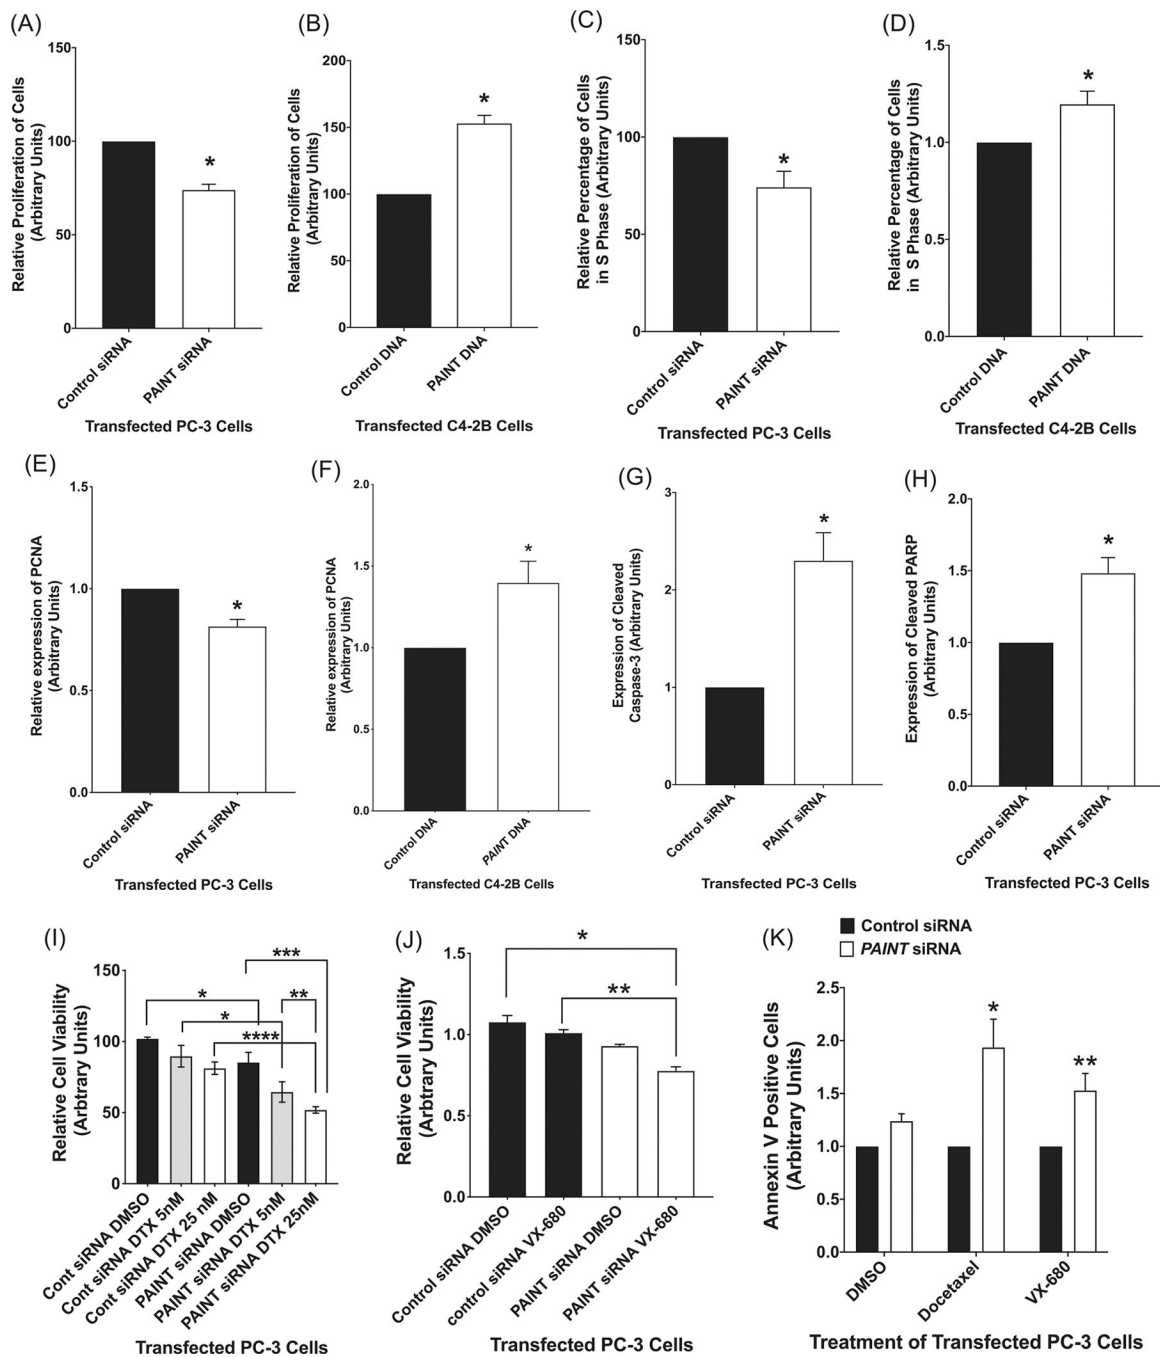 (A)
Relative Proliferation of Cells
(Arbitrary Units)
150
100
50
0
Control siRNA
PAINT siRNA
*
Transfected PC-3 Cells
(B)
Relative Proliferation of Cells
(Arbitrary Units)
200
150
100
50
0
Control DNA
PAINT DNA
*
Transfected C4-2B Cells
(C)
Relative Percentage of Cells
in S Phase (Arbitrary Units)
150
100
50
0
Control siRNA
PAINT siRNA
*
Transfected PC-3 Cells
(D)
Relative Percentage of Cells
in S Phase (Arbitrary Units)
1.5
1.0
0.5
0.0
Control DNA
PAINT DNA
*
Transfected C4-2B Cells
(E)
Relative expression of PCNA
(Arbitrary Units)
1.5
1.0
0.5
0.0
Control siRNA
PAINT siRNA
*
Transfected PC-3 Cells
(F)
Relative expression of PCNA
(Arbitrary Units)
2.0
1.5
1.0
0.5
0.0
Control DNA
PAINT DNA
*
Transfected C4-2B Cells
(G)
Expression of Cleaved
Caspase-3 (Arbitrary Units)
3
2
1
0
Control siRNA
PAINT siRNA
*
Transfected PC-3 Cells
(H)
Expression of Cleaved PARP
(Arbitrary Units)
2.0
1.5
1.0
0.5
0.0
Control siRNA
PAINT siRNA
*
Transfected PC-3 Cells
(I)
Relative Cell Viability
(Arbtrary Units)
150
100
50
0
***
*
**
*
****
Cont siRNA DMSO
Cont siRNA DTX 5nM
Cont siRNA DTX 25 nM
PAINT siRNA DMSO
PAINT siRNA DTX 5nM
PAINT siRNA DTX 25nM
Transfected PC-3 Cells
(J)
Relative Cell Viability
(Arbtrary Units)
1.5
1.0
0.5
0.0
*
**
Control siRNA DMSO
control siRNA VX-680
PAINT siRNA DMSO
PAINT siRNA VX-680
Transfected PC-3 Cells
(K)
Control siRNA
PAINT siRNA
Annexin V Positive Cells
(Arbitrary Units)
2.5
2.0
1.5
1.0
0.5
0.0
*
**
DMSO
Docetaxel
VX-680
Treatment of Transfected PC-3 Cells